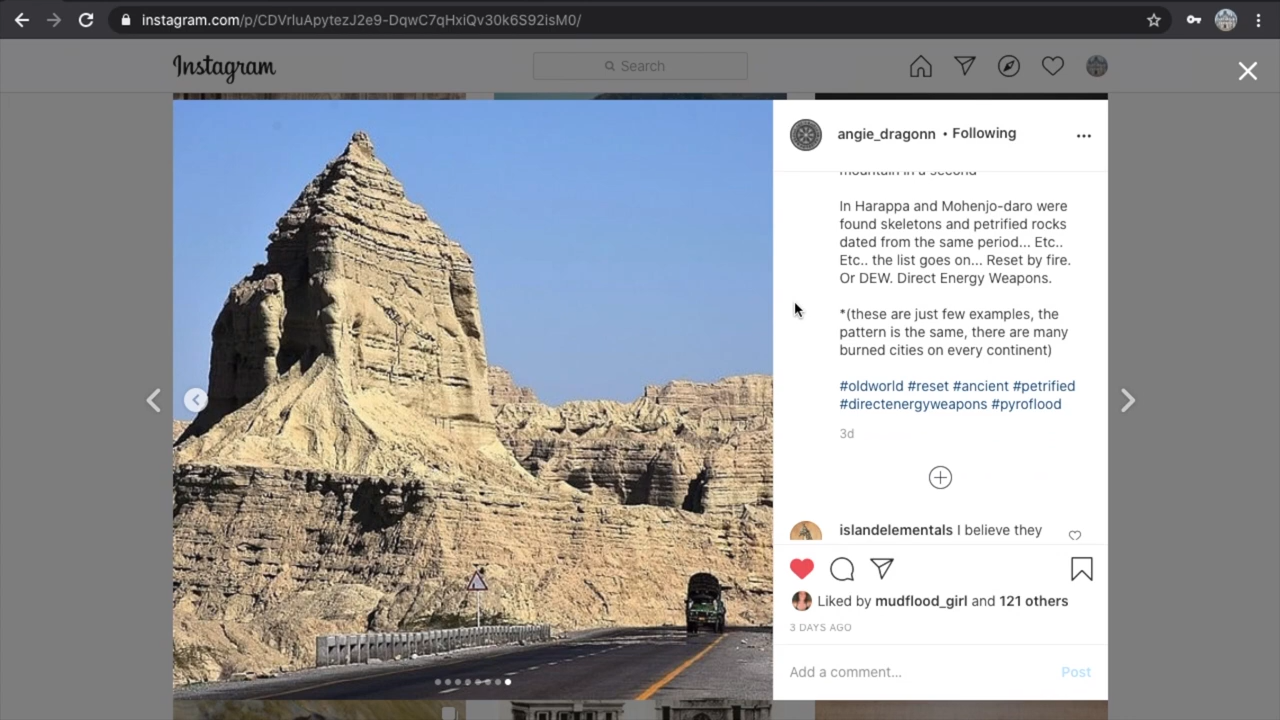 instagram.com/p/CDVrluApytezJ2e9-DqwC7qHxiQv30k6S92isM0/
Instagram
Search
angie_dragonn • Following
mountain in a second
In Harappa and Mohenjo-daro were
found skeletons and petrified rocks
dated from the same period... Etc..
Etc.. the list goes on... Reset by fire.
Or DEW. Direct Energy Weapons.
*(these are just few examples, the
pattern is the same, there are many
burned cities on every continent)
#oldworld #reset #ancient #petrified
#directenergyweapons #pyroflood
3d
islandelementals I believe they
Liked by mudflood_girl and 121 others
3 DAYS AGO
Add a comment...
Post